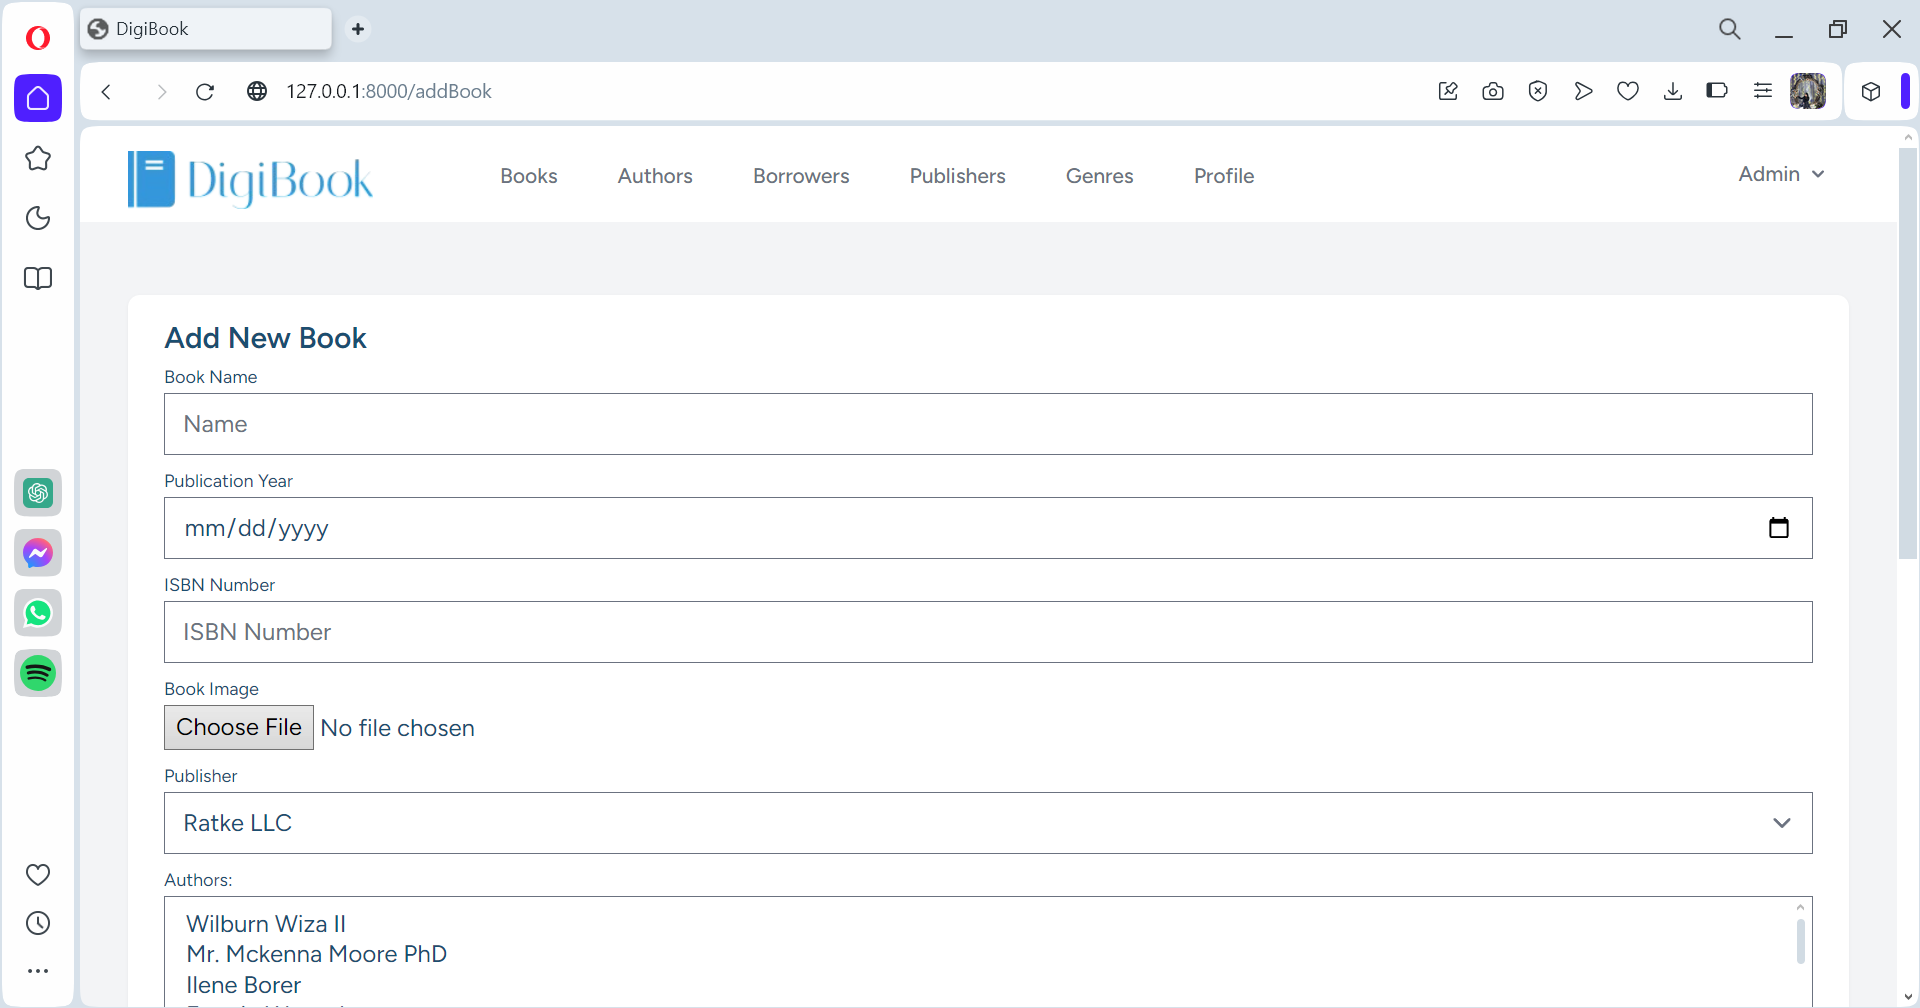 DigiBook
127.0.0.1:8000/addBook
DigiBook
Books
Authors
Borrowers
Publishers
Genres
Profile
Admin
Add New Book
Book Name
Name
Publication Year
mm/dd/yyyy
ISBN Number
ISBN Number
Book Image
Choose File No file chosen
Publisher
Ratke LLC
Authors:
Wilburn Wiza II
Mr. Mckenna Moore PhD
Ilene Borer